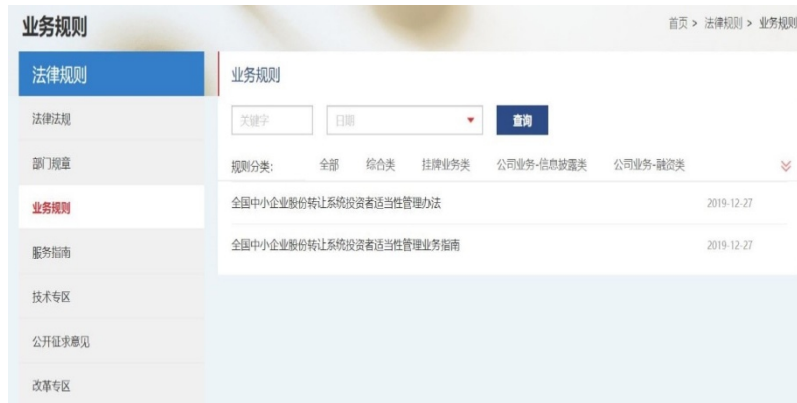 业务规则
首页 > 法律规则 > 业务规则
法律规则
法律法规
部门规章
业务规则
服务指南
技术专区
公开征求意见
改革专区
业务规则
关键字 日期 查询
规则分类: 全部 综合类 挂牌业务类 公司业务-信息披露类 公司业务-融资类
全国中小企业股份转让系统投资者适当性管理办法 2019-12-27
全国中小企业股份转让系统投资者适当性管理业务指南 2019-12-27